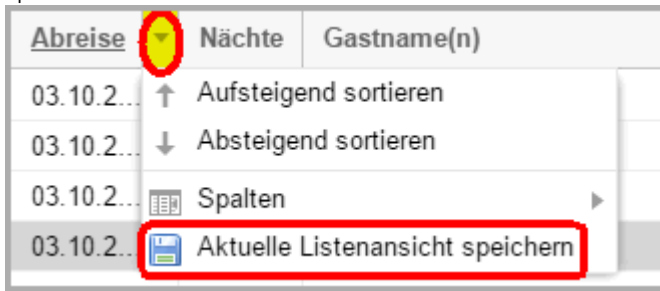 Abreise Nächte Gastname(n)
03.10.2... Aufsteigend sortieren
03.10.2... Absteigend sortieren
03.10.2... Spalten
03.10.2... Aktuelle Listenansicht speichern